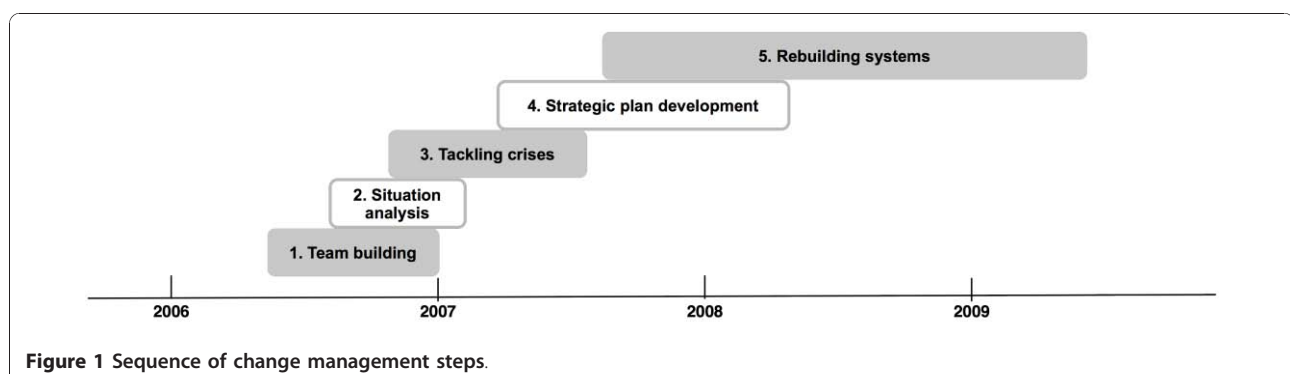 5. Rebuilding systems
4. Strategic plan development
3. Tackling crises
2. Situation
analysis
1. Team building
2006 2007 2008 2009
Figure 1 Sequence of change management steps.